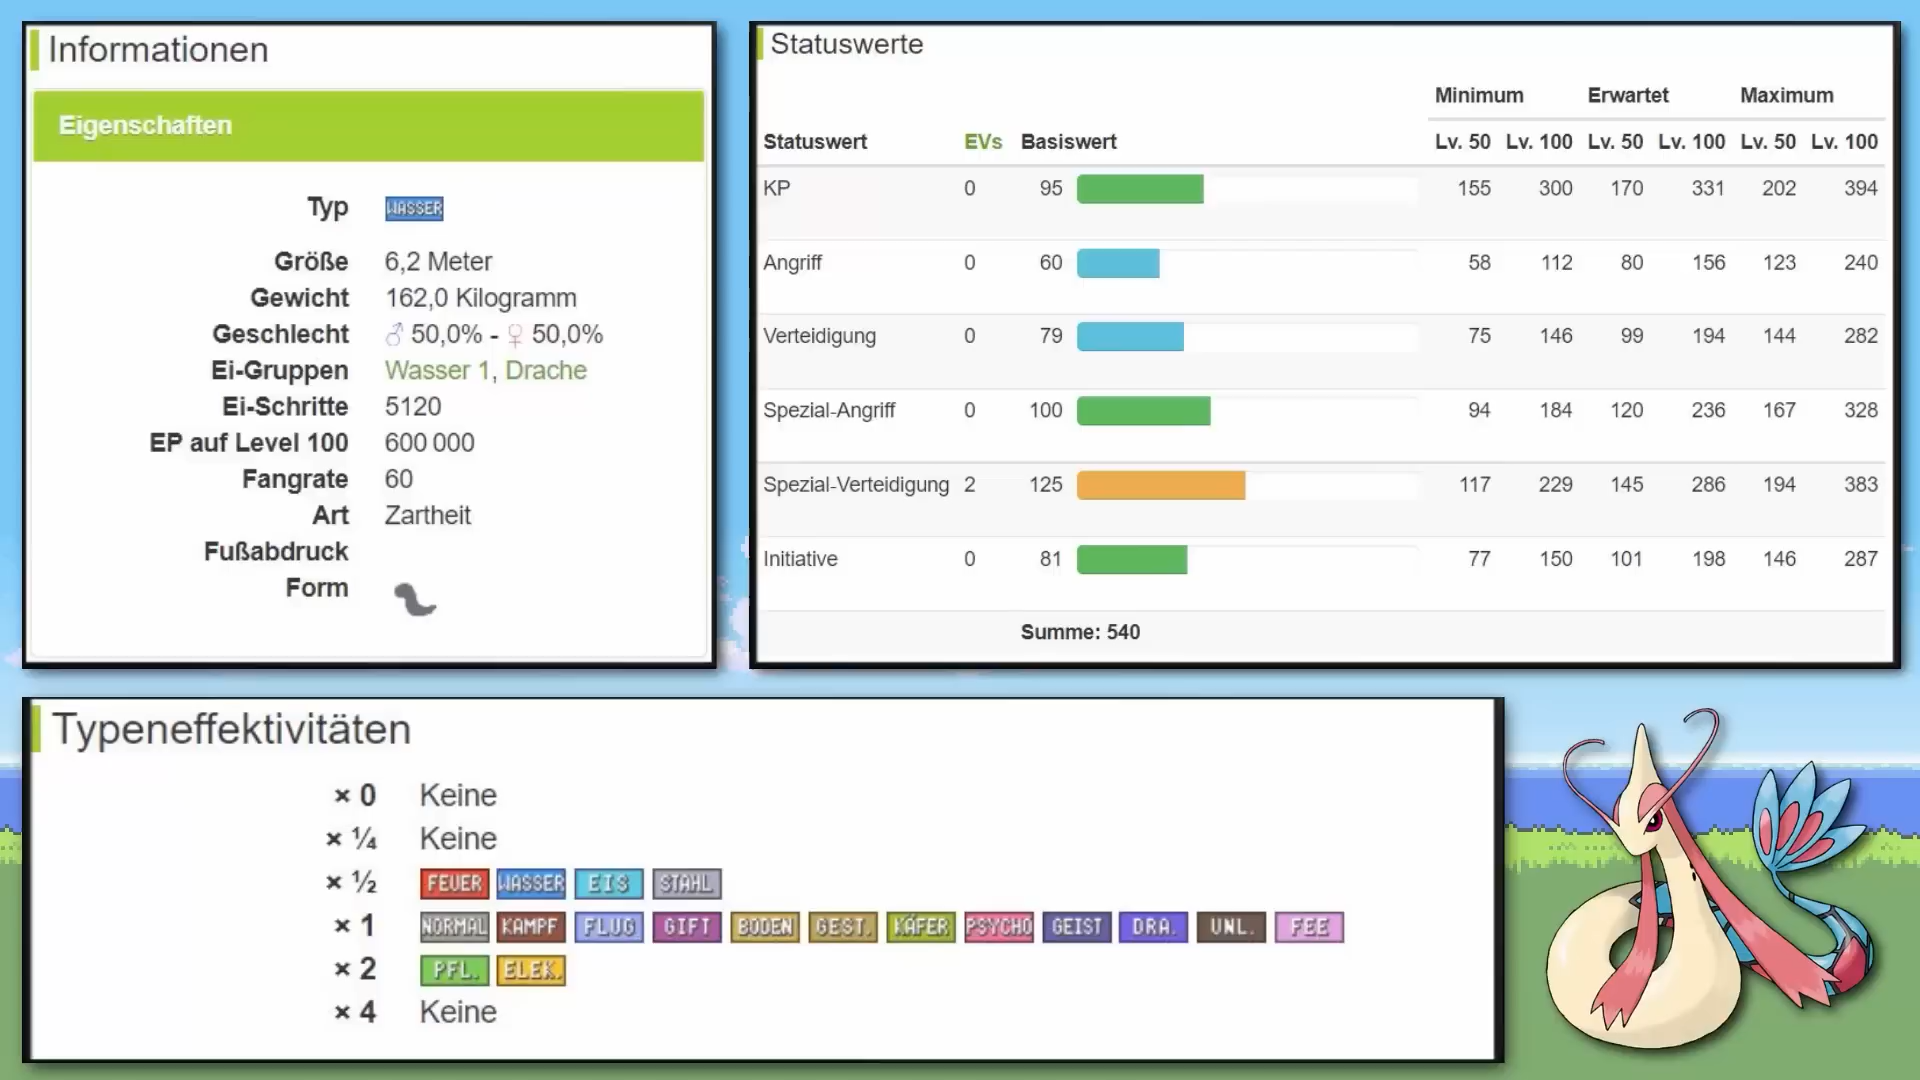 Informationen
Eigenschaften
Typ WASSER
Größe 6,2 Meter
Gewicht 162,0 Kilogramm
Geschlecht ♂ 50,0% - ♀ 50,0%
Ei-Gruppen Wasser 1, Drache
Ei-Schritte 5120
EP auf Level 100 600 000
Fangrate 60
Art Zartheit
Fußabdruck
Form
Statuswerte
Minimum Erwartet Maximum
Statuswert EVs Basiswert Lv. 50 Lv. 100 Lv. 50 Lv. 100 Lv. 50 Lv. 100
KP 0 95 155 300 170 331 202 394
Angriff 0 60 58 112 80 156 123 240
Verteidigung 0 79 75 146 99 194 144 282
Spezial-Angriff 0 100 94 184 120 236 167 328
Spezial-Verteidigung 2 125 117 229 145 286 194 383
Initiative 0 81 77 150 101 198 146 287
Summe: 540
Typeneffektivitäten
× 0 Keine
× ¼ Keine
× ½ FEUER WASSER EIS STAHL
× 1 NORMAL KAMPF FLUG GIFT BODEN GEST. KÄFER PSYCHO GEIST DRA. UNL. FEE
× 2 PFL. ELEK.
× 4 Keine